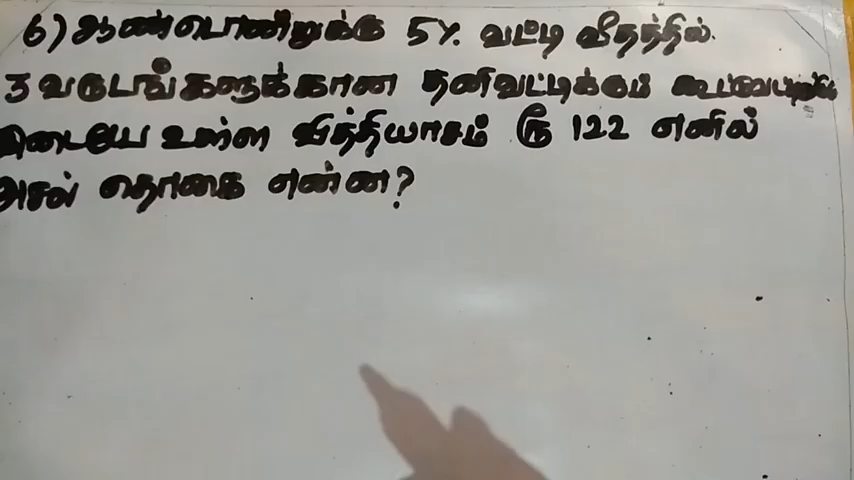 6) ஆண்டொன்றுக்கு 5%. வட்டி வீதத்தில்.
3 வருடங்களுக்கான தனிவட்டிக்கும் கூட்டுவட்டிக்கும்
இடையே உள்ள வித்தியாசம் ரூ 122 எனில்
அசல் தொகை என்ன?